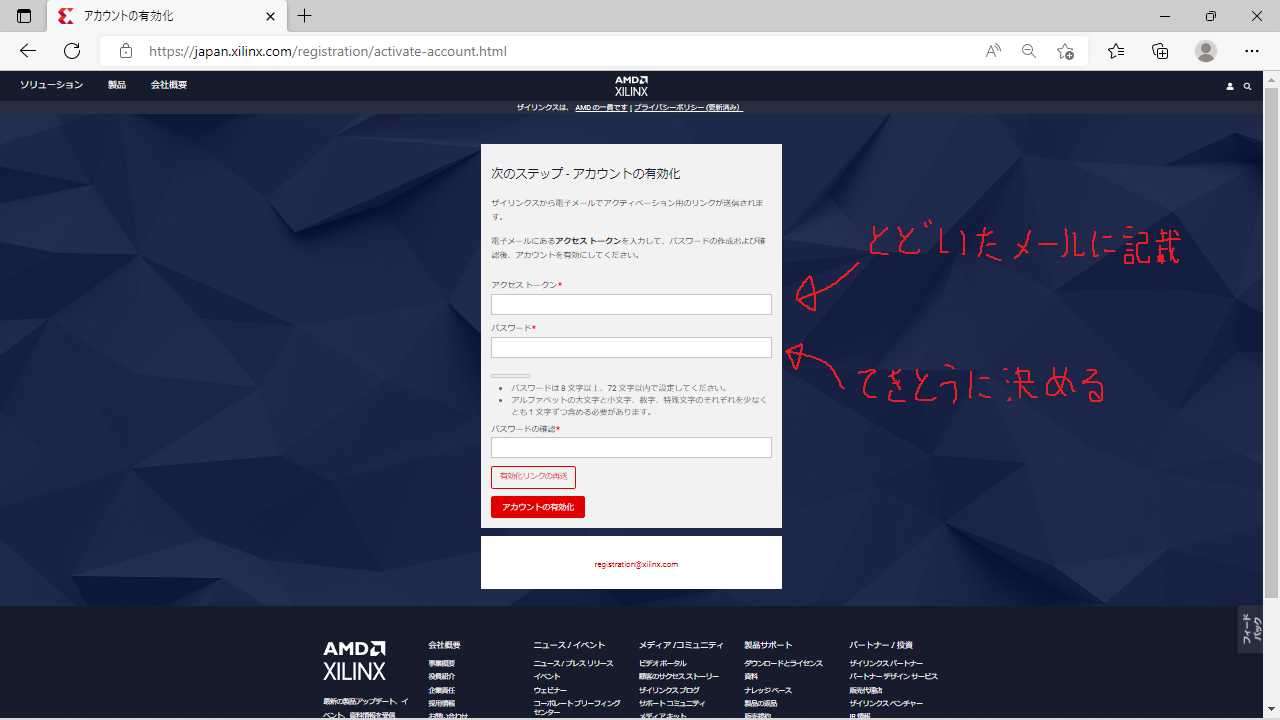 アカウントの有効化
https://japan.xilinx.com/registration/activate-account.html
ソリューション 製品 会社概要
AMD
XILINX
ザイリンクスは、 AMD の一員です | プライバシーポリシー (更新済み)
次のステップ - アカウントの有効化
ザイリンクスから電子メールでアクティベーション用のリンクが送信されま
す。
電子メールにあるアクセス トークンを入力して、パスワードの作成および確
認後、アカウントを有効にしてください。
アクセス トークン*
パスワード*
パスワードは 8 文字以上、72 文字以内で設定してください。
アルファベットの大文字と小文字、数字、特殊文字のそれぞれを少なく
とも 1 文字ずつ含める必要があります。
パスワードの確認*
有効化リンクの再送
アカウントの有効化
registration@xilinx.com
とどいたメールに記載
てきとうに決める
フィード
バック
AMD
XILINX
最新の製品アップデート、イ
ベント、資料情報を受信
会社概要
事業概要
役員紹介
企業責任
採用情報
お問い合わせ
ニュース / イベント
ニュース / プレス リリース
イベント
ウェビナー
コーポレート ブリーフィング
センター
メディア /コミュニティ
ビデオ ポータル
顧客のサクセス ストーリー
ザイリンクス ブログ
サポート コミュニティ
メディア キット
製品サポート
ダウンロードとライセンス
資料
ナレッジ ベース
製品の返品
販売規約
パートナー / 投資
ザイリンクス パートナー
パートナー デザイン サービス
販売代理店
ザイリンクス ベンチャー
IR 情報